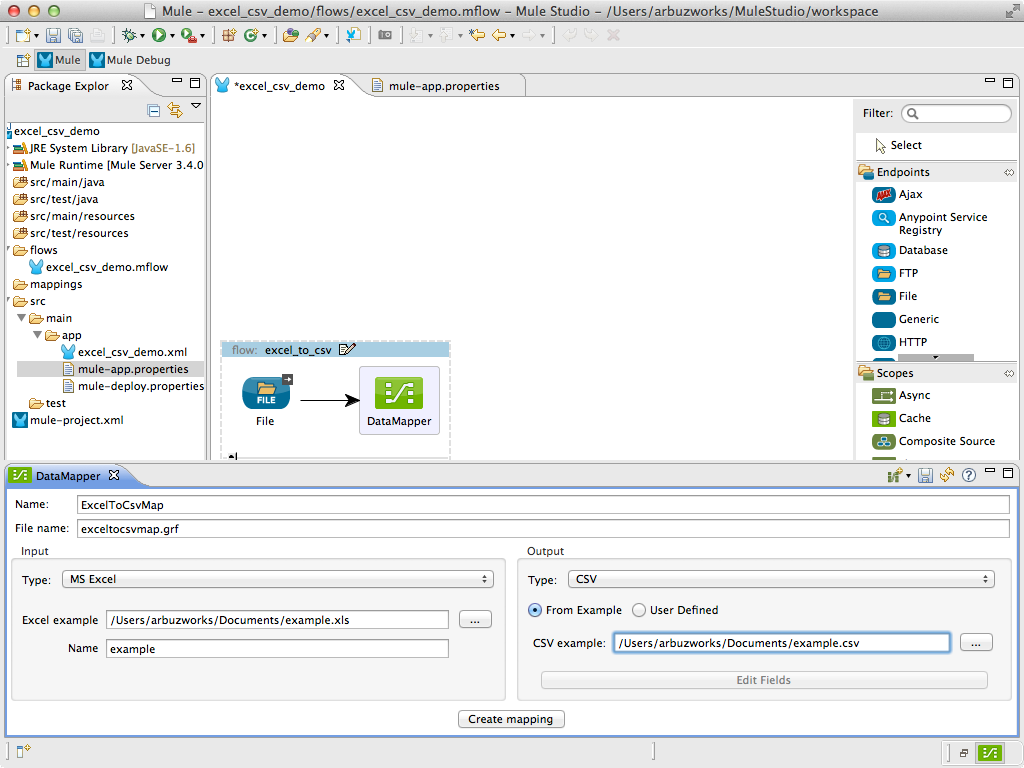 Mule – excel_csv_demo/flows/excel_csv_demo.mflow – Mule Studio – /Users/arbuzworks/MuleStudio/workspace
Mule Mule Debug
Package Explor
*excel_csv_demo
mule-app.properties
excel_csv_demo
JRE System Library [JavaSE-1.6]
Mule Runtime [Mule Server 3.4.0
src/main/java
src/test/java
src/main/resources
src/test/resources
flows
excel_csv_demo.mflow
mappings
src
main
app
excel_csv_demo.xml
mule-app.properties
mule-deploy.properties
test
mule-project.xml
flow: excel_to_csv
FILE
File
DataMapper
Filter:
Select
Endpoints
Ajax
Anypoint Service
Registry
Database
FTP
File
Generic
HTTP
Scopes
Async
Cache
Composite Source
DataMapper
Name: ExcelToCsvMap
File name: exceltocsvmap.grf
Input
Type: MS Excel
Excel example /Users/arbuzworks/Documents/example.xls ...
Name example
Output
Type: CSV
From Example User Defined
CSV example: /Users/arbuzworks/Documents/example.csv ...
Edit Fields
Create mapping